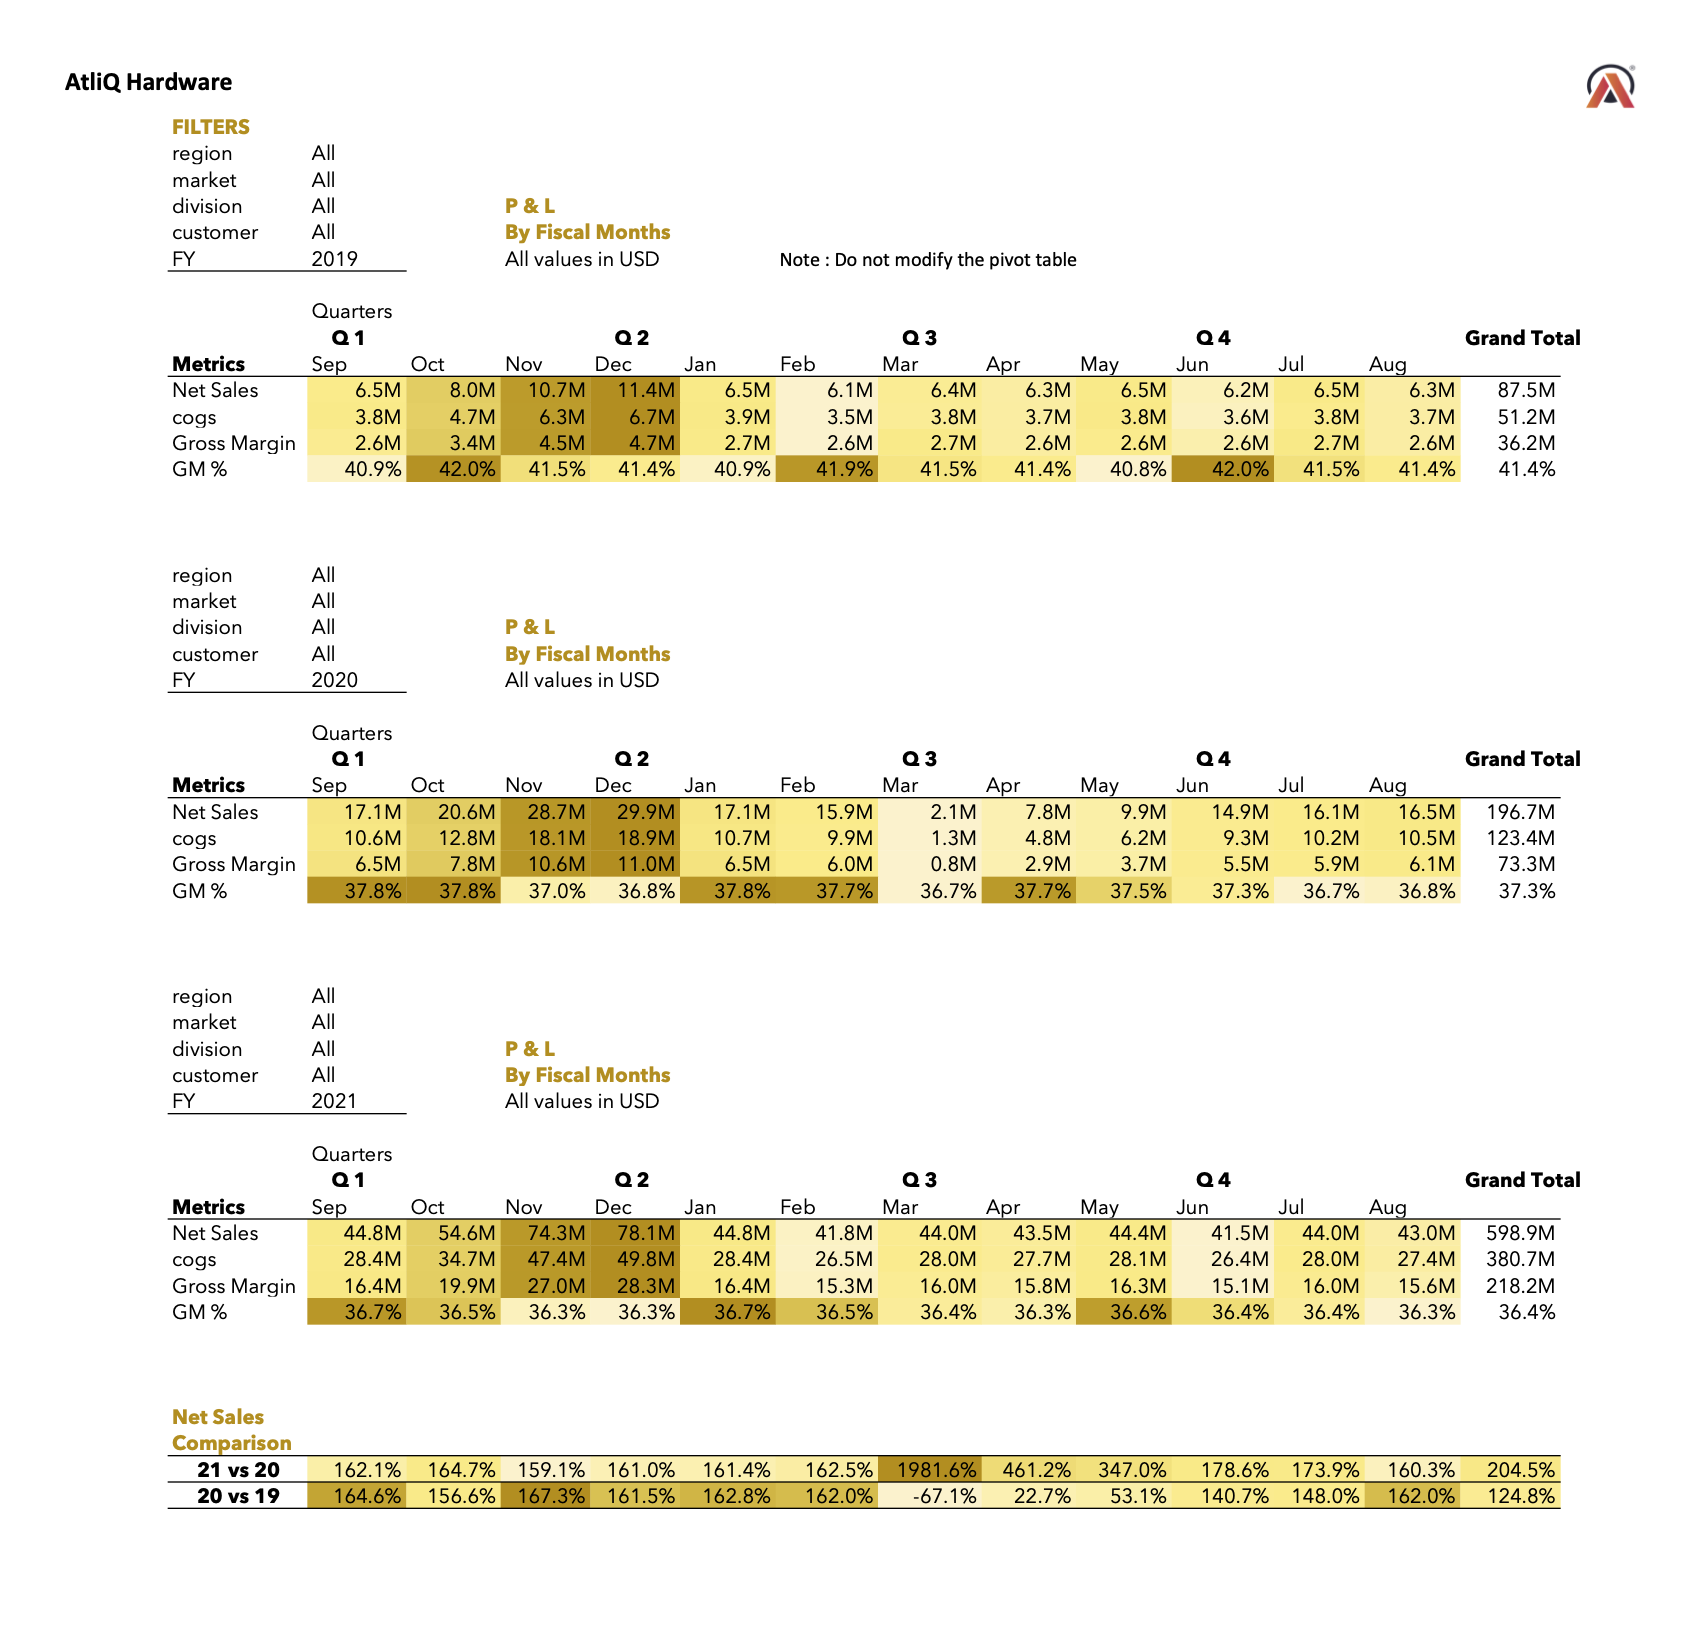 AtliQ Hardware
FILTERS
region All
market All
division All P & L
customer All By Fiscal Months
FY 2019 All values in USD Note : Do not modify the pivot table
Quarters
Q 1 Q 2 Q 3 Q 4 Grand Total
Metrics Sep Oct Nov Dec Jan Feb Mar Apr May Jun Jul Aug
Net Sales 6.5M 8.0M 10.7M 11.4M 6.5M 6.1M 6.4M 6.3M 6.5M 6.2M 6.5M 6.3M 87.5M
cogs 3.8M 4.7M 6.3M 6.7M 3.9M 3.5M 3.8M 3.7M 3.8M 3.6M 3.8M 3.7M 51.2M
Gross Margin 2.6M 3.4M 4.5M 4.7M 2.7M 2.6M 2.7M 2.6M 2.6M 2.6M 2.7M 2.6M 36.2M
GM % 40.9% 42.0% 41.5% 41.4% 40.9% 41.9% 41.5% 41.4% 40.8% 42.0% 41.5% 41.4% 41.4%
region All
market All
division All P & L
customer All By Fiscal Months
FY 2020 All values in USD
Quarters
Q 1 Q 2 Q 3 Q 4 Grand Total
Metrics Sep Oct Nov Dec Jan Feb Mar Apr May Jun Jul Aug
Net Sales 17.1M 20.6M 28.7M 29.9M 17.1M 15.9M 2.1M 7.8M 9.9M 14.9M 16.1M 16.5M 196.7M
cogs 10.6M 12.8M 18.1M 18.9M 10.7M 9.9M 1.3M 4.8M 6.2M 9.3M 10.2M 10.5M 123.4M
Gross Margin 6.5M 7.8M 10.6M 11.0M 6.5M 6.0M 0.8M 2.9M 3.7M 5.5M 5.9M 6.1M 73.3M
GM % 37.8% 37.8% 37.0% 36.8% 37.8% 37.7% 36.7% 37.7% 37.5% 37.3% 36.7% 36.8% 37.3%
region All
market All
division All P & L
customer All By Fiscal Months
FY 2021 All values in USD
Quarters
Q 1 Q 2 Q 3 Q 4 Grand Total
Metrics Sep Oct Nov Dec Jan Feb Mar Apr May Jun Jul Aug
Net Sales 44.8M 54.6M 74.3M 78.1M 44.8M 41.8M 44.0M 43.5M 44.4M 41.5M 44.0M 43.0M 598.9M
cogs 28.4M 34.7M 47.4M 49.8M 28.4M 26.5M 28.0M 27.7M 28.1M 26.4M 28.0M 27.4M 380.7M
Gross Margin 16.4M 19.9M 27.0M 28.3M 16.4M 15.3M 16.0M 15.8M 16.3M 15.1M 16.0M 15.6M 218.2M
GM % 36.7% 36.5% 36.3% 36.3% 36.7% 36.5% 36.4% 36.3% 36.6% 36.4% 36.4% 36.3% 36.4%
Net Sales
Comparison
21 vs 20 162.1% 164.7% 159.1% 161.0% 161.4% 162.5% 1981.6% 461.2% 347.0% 178.6% 173.9% 160.3% 204.5%
20 vs 19 164.6% 156.6% 167.3% 161.5% 162.8% 162.0% -67.1% 22.7% 53.1% 140.7% 148.0% 162.0% 124.8%